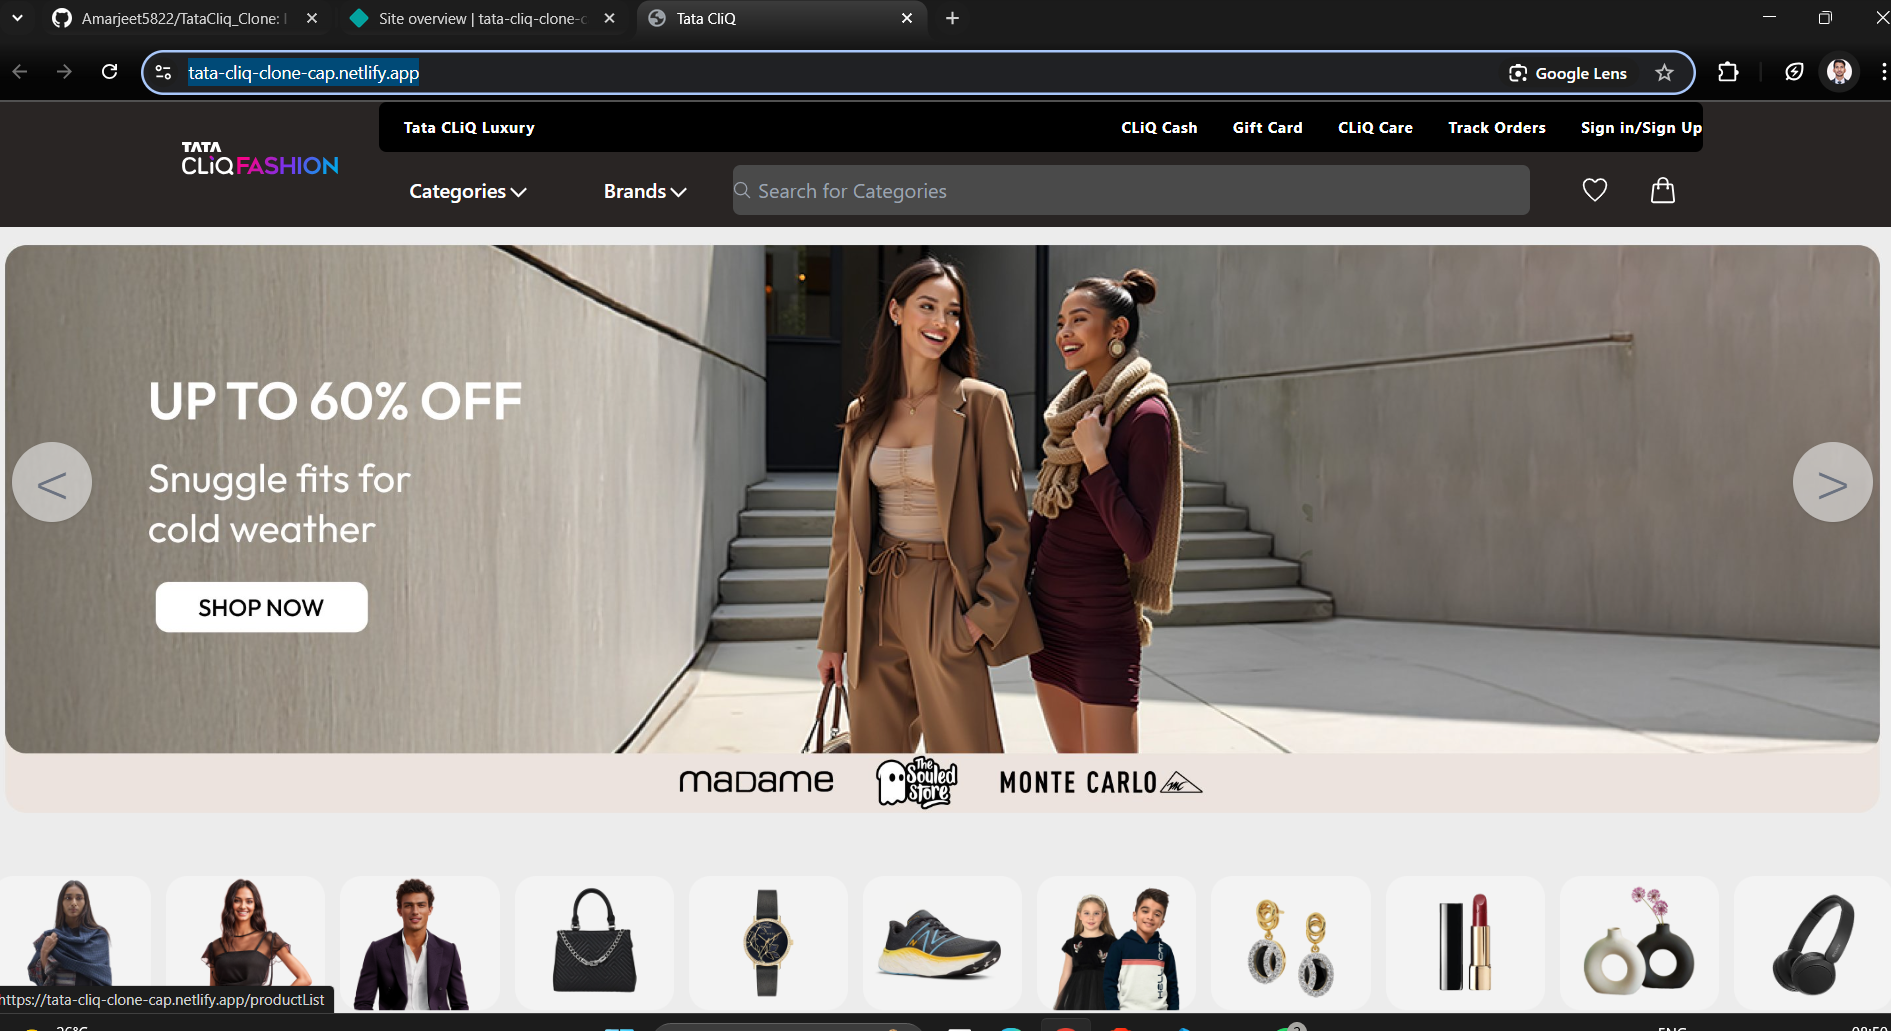 Amarjeet5822/TataCliq_Clone:
Site overview | tata-cliq-clone-c
Tata CliQ
tata-cliq-clone-cap.netlify.app
Google Lens
Tata CLiQ Luxury
CLiQ Cash
Gift Card
CLiQ Care
Track Orders
Sign in/Sign Up
TATA
CLiQ FASHION
Categories
Brands
Search for Categories
UP TO 60% OFF
Snuggle fits for
cold weather
<
>
SHOP NOW
MADAME
The
Souled
Store
MONTE CARLO
MC
HELLCAT
https://tata-cliq-clone-cap.netlify.app/productList